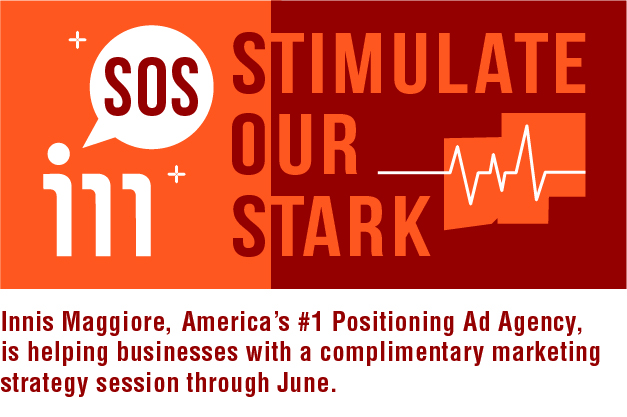 SOS
im
STIMULATE
OUR
STARK
Innis Maggiore, America's #1 Positioning Ad Agency,
is helping businesses with a complimentary marketing
strategy session through June.